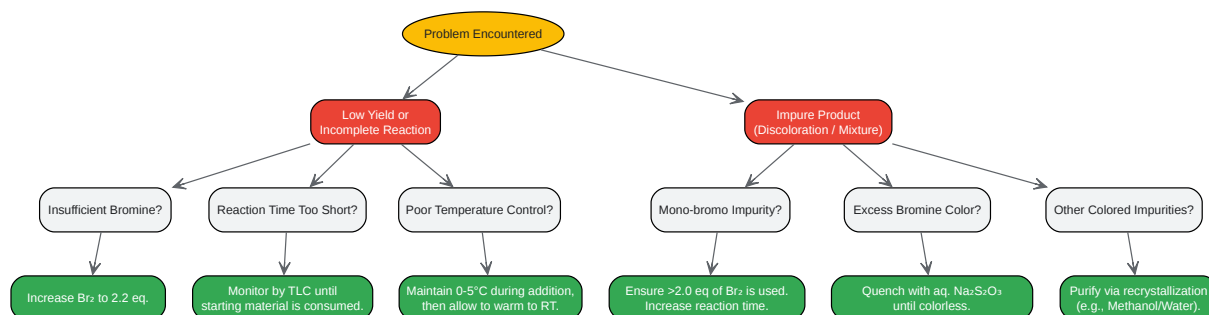 Problem Encountered
Low Yield or
Incomplete Reaction
Impure Product
(Discoloration / Mixture)
Insufficient Bromine?
Reaction Time Too Short?
Poor Temperature Control?
Mono-bromo Impurity?
Excess Bromine Color?
Other Colored Impurities?
Increase Br₂ to 2.2 eq.
Monitor by TLC until
starting material is consumed.
Maintain 0-5°C during addition,
then allow to warm to RT.
Ensure >2.0 eq of Br₂ is used.
Increase reaction time.
Quench with aq. Na₂S₂O₃
until colorless.
Purify via recrystallization
(e.g., Methanol/Water).